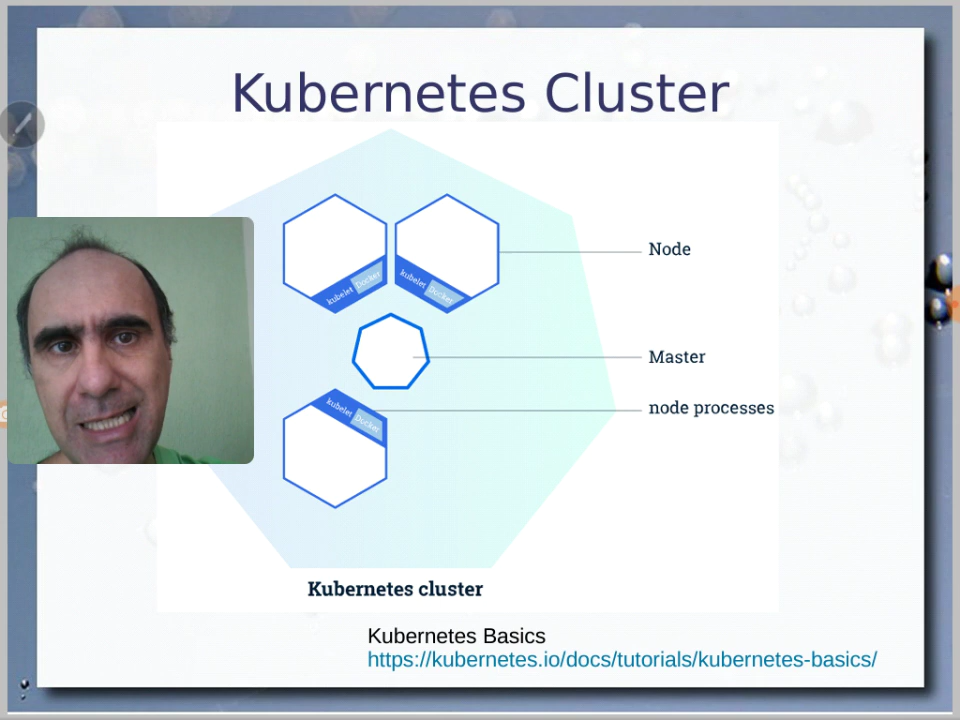 Kubernetes Cluster
kubelet Docker
kubelet Docker
Node
Master
kubelet Docker
node processes
Kubernetes cluster
Kubernetes Basics
https://kubernetes.io/docs/tutorials/kubernetes-basics/